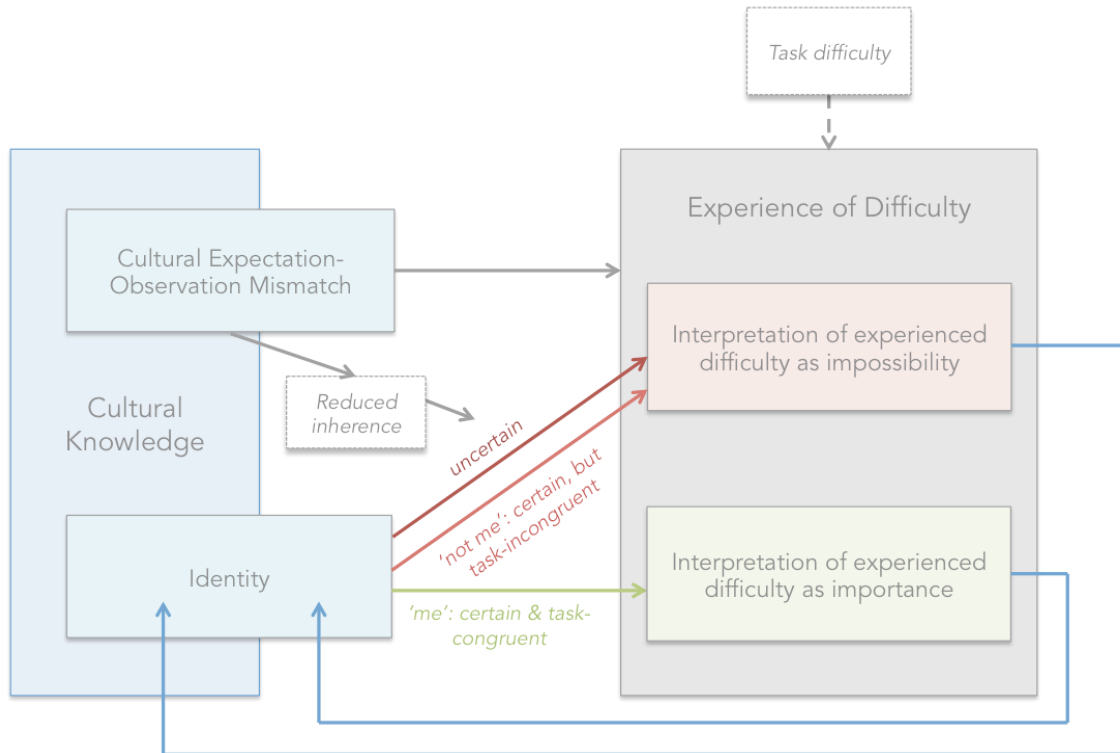 Task difficulty
Experience of Difficulty
Cultural Expectation-
Observation Mismatch
Interpretation of experienced
difficulty as impossibility
Cultural
Knowledge
Reduced
inherence
uncertain
'not me': certain, but
task-incongruent
Identity
Interpretation of experienced
difficulty as importance
'me': certain & task-
congruent